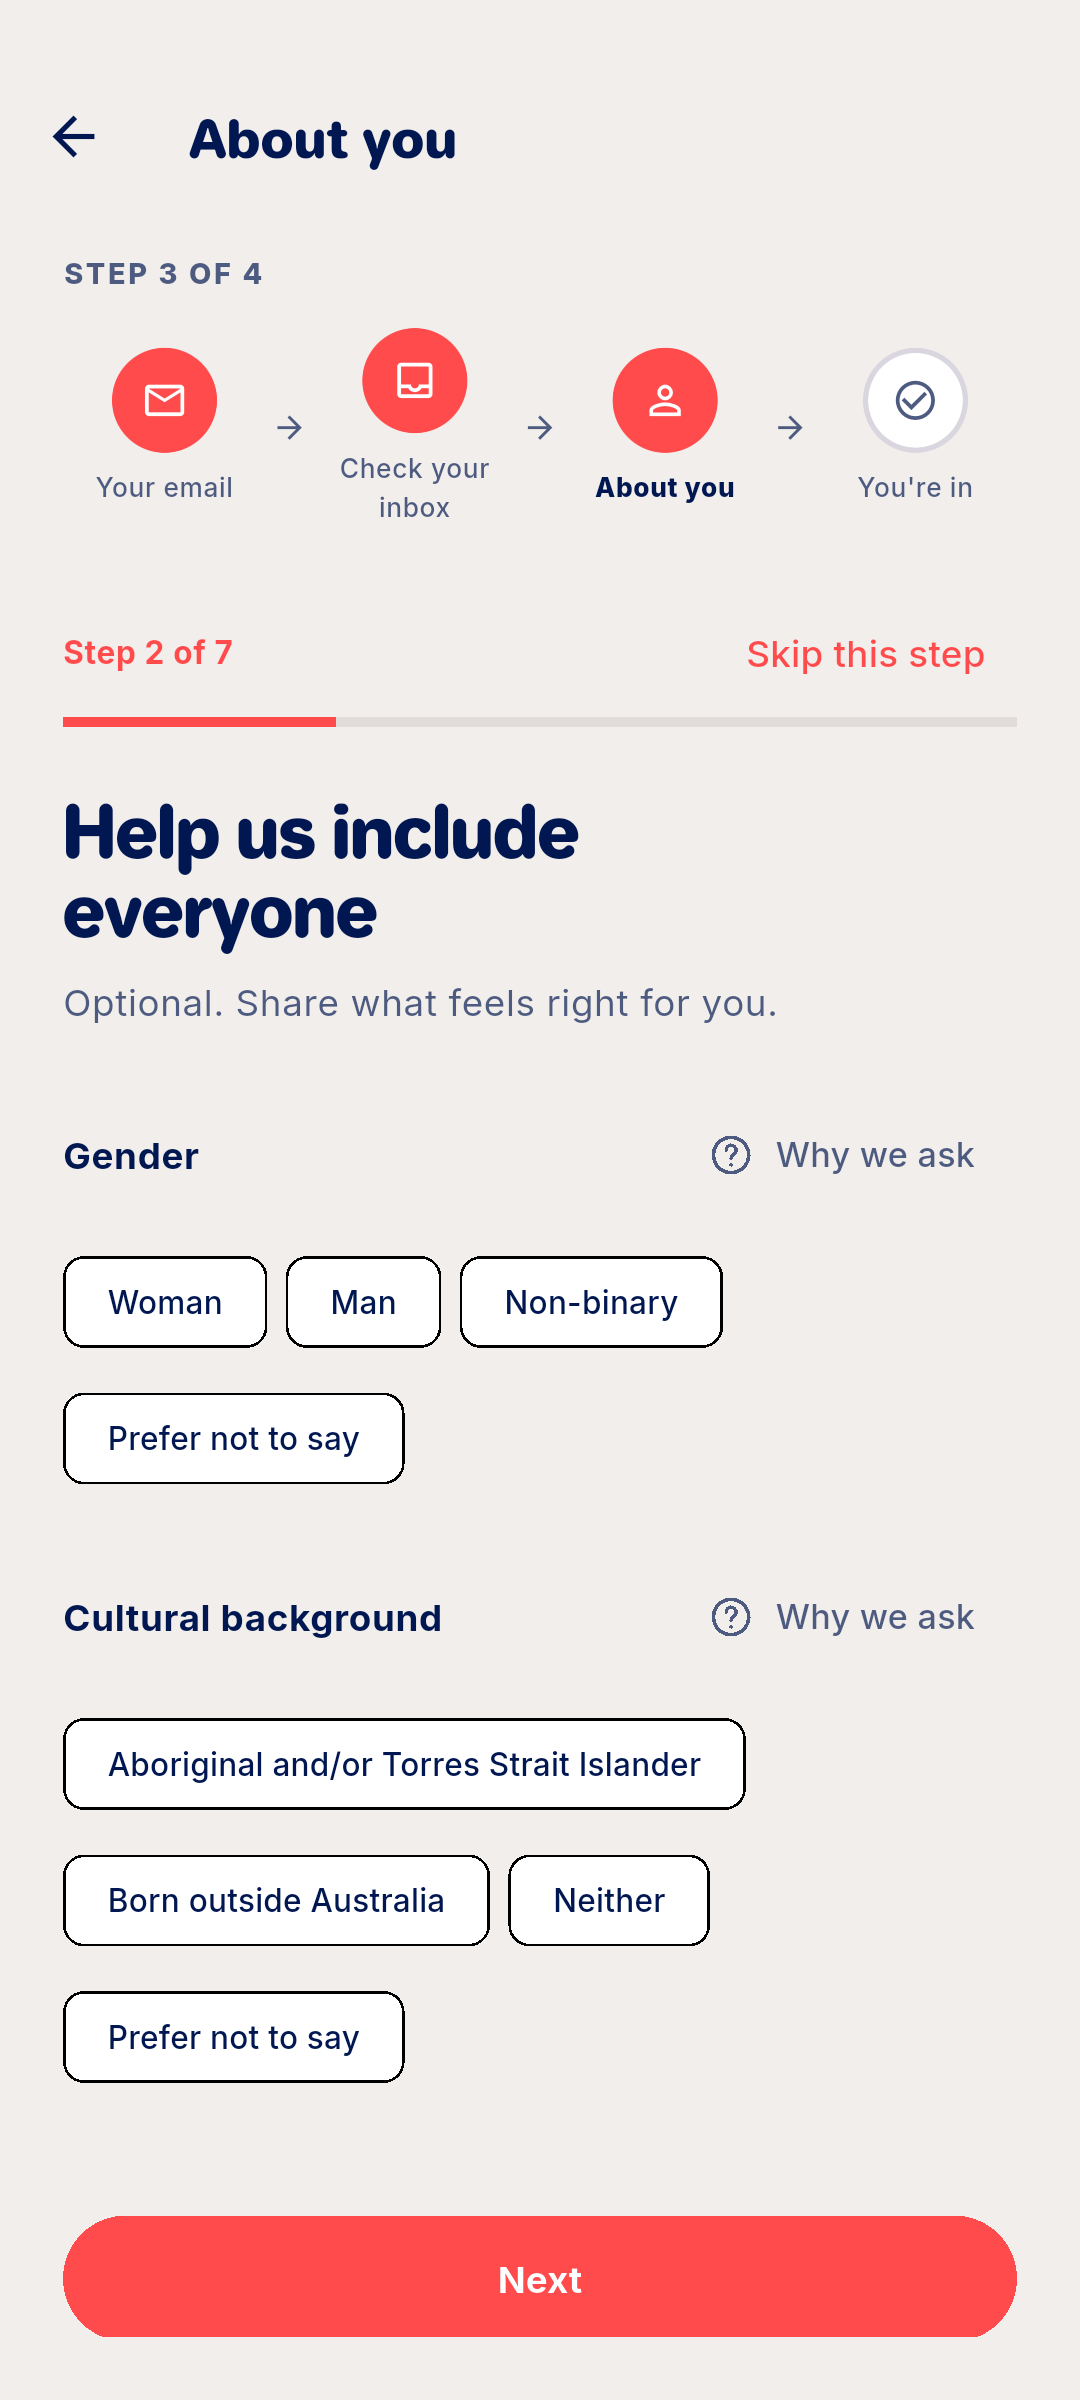 About you
STEP 3 OF 4
Your email
Check your
inbox
About you
You're in
Step 2 of 7
Skip this step
Help us include
everyone
Optional. Share what feels right for you.
Gender
Why we ask
Woman
Man
Non-binary
Prefer not to say
Cultural background
Why we ask
Aboriginal and/or Torres Strait Islander
Born outside Australia
Neither
Prefer not to say
Next